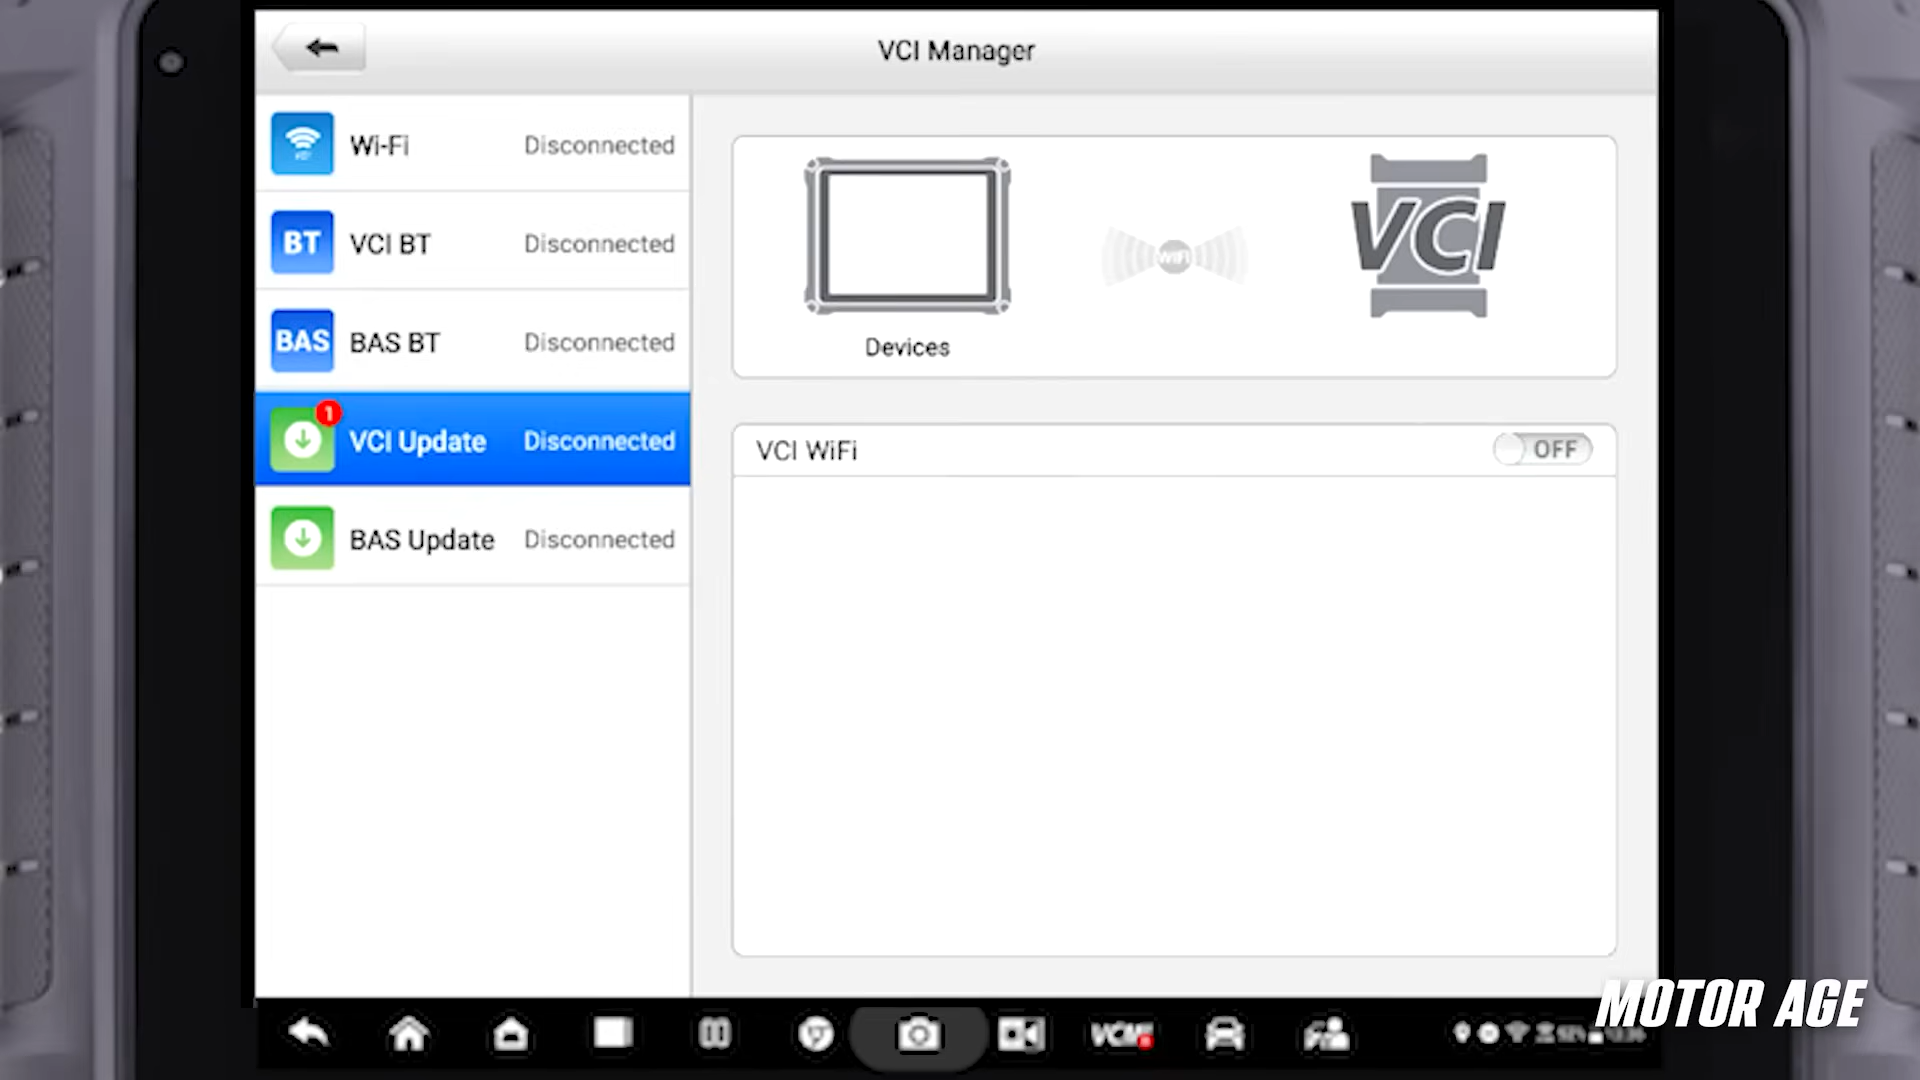 VCI Manager
Wi-Fi Disconnected
BT VCI BT Disconnected
BAS BAS BT Disconnected
1 VCI Update Disconnected
BAS Update Disconnected
WIFI
VCI
Devices
VCI WiFi OFF
MOTOR AGE